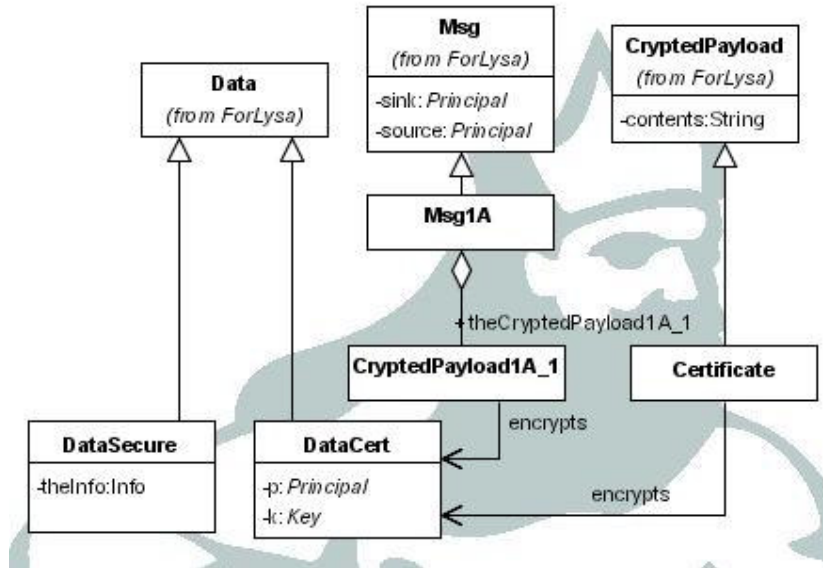 Msg
(from ForLysa)
-sink: Principal
-source: Principal
CryptedPayload
(from ForLysa)
-contents:String
Data
(from ForLysa)
Msg1A
+theCryptedPayload1A_1
CryptedPayload1A_1
Certificate
encrypts
DataSecure
-theInfo:Info
DataCert
-p: Principal
-k: Key
encrypts